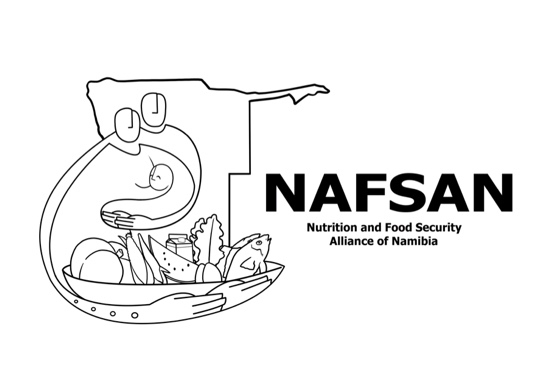 NAFSAN
Nutrition and Food Security
Alliance of Namibia